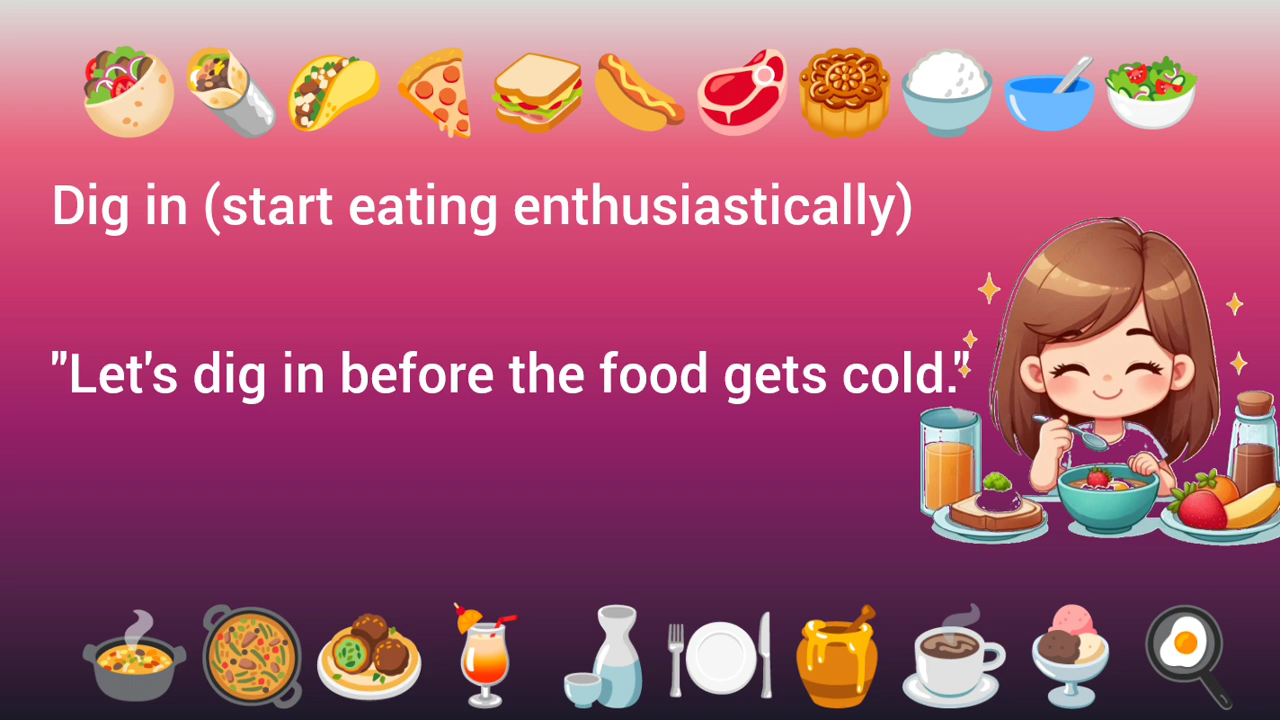 Dig in (start eating enthusiastically)
"Let's dig in before the food gets cold."